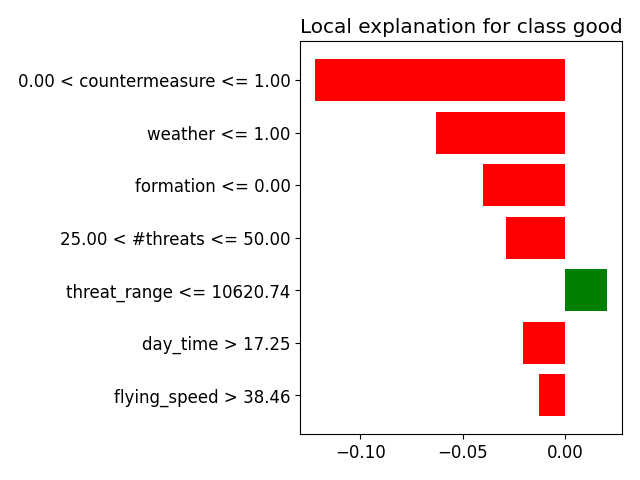 Local explanation for class good
0.00 < countermeasure <= 1.00
weather <= 1.00
formation <= 0.00
25.00 < #threats <= 50.00
threat_range <= 10620.74
day_time > 17.25
flying_speed > 38.46
−0.10 −0.05 0.00